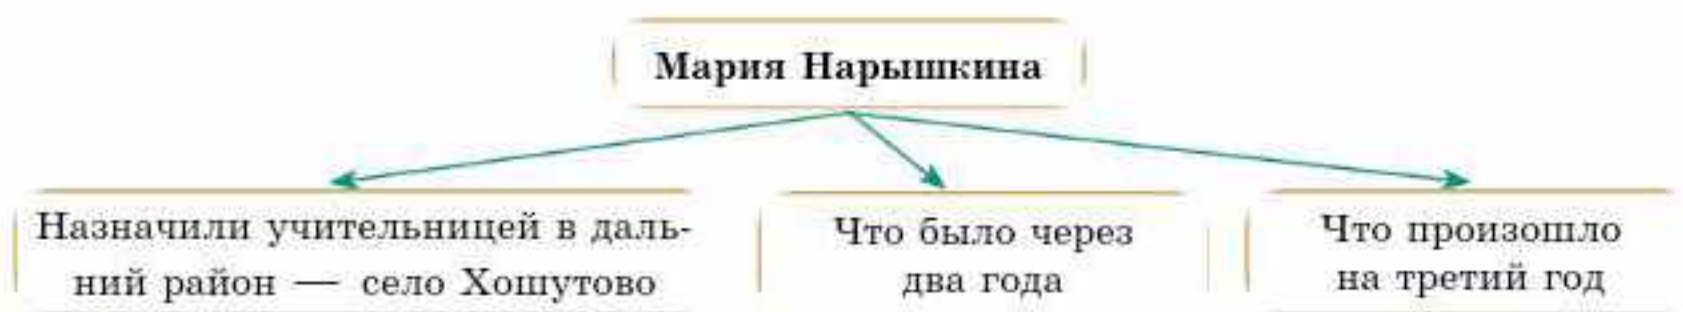 Мария Нарышкина
Назначили учительницей в даль-
ний район — село Хошутово
Что было через
два года
Что произошло
на третий год